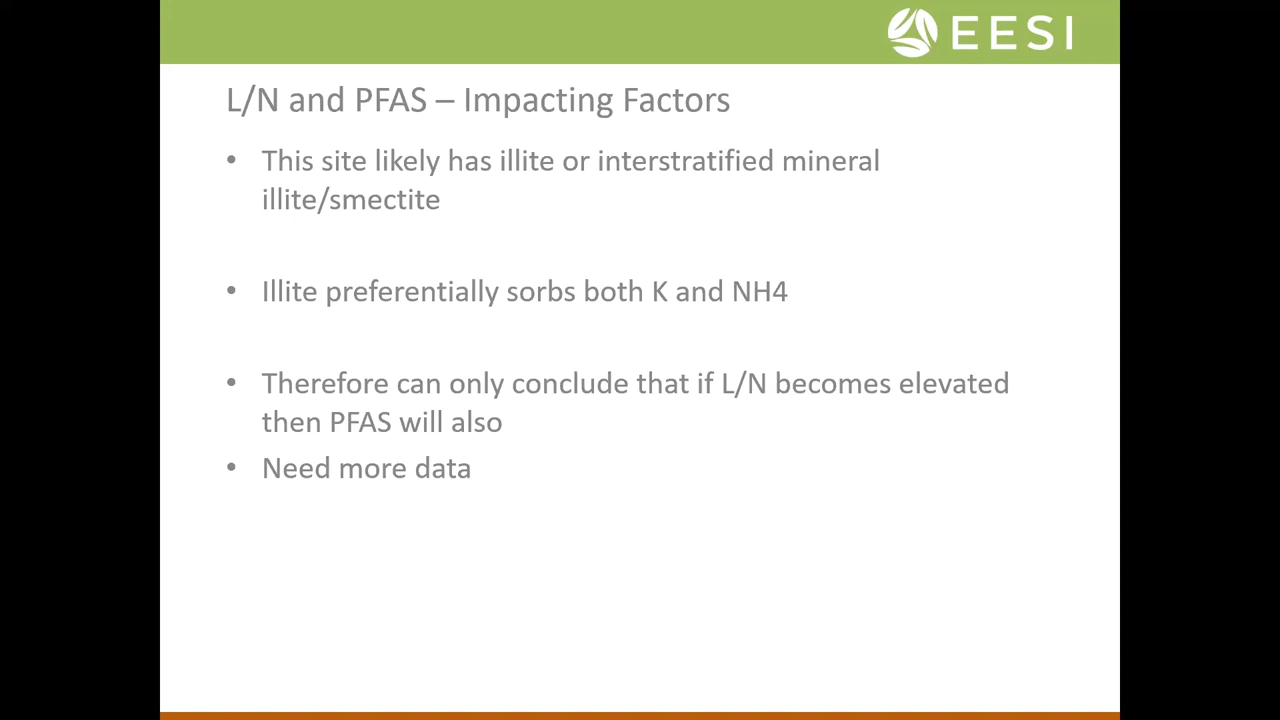 EESI
L/N and PFAS – Impacting Factors
• This site likely has illite or interstratified mineral
illite/smectite
• Illite preferentially sorbs both K and NH4
• Therefore can only conclude that if L/N becomes elevated
then PFAS will also
• Need more data